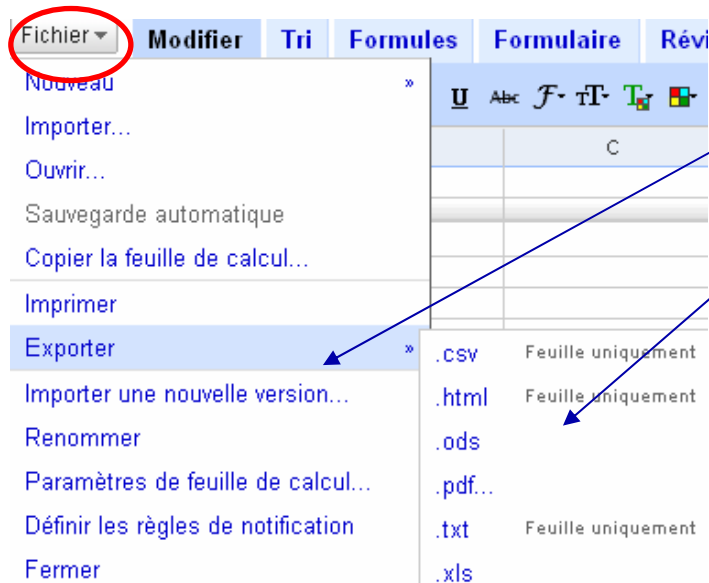 Fichier Modifier Tri Formules Formulaire Révi
Nouveau »
U Abc F T T
C
Importer...
Ouvrir...
Sauvegarde automatique
Copier la feuille de calcul...
Imprimer
Exporter »
.csv Feuille uniquement
Importer une nouvelle version...
.html Feuille uniquement
Renommer
.ods
Paramètres de feuille de calcul...
.pdf...
Définir les règles de notification
.txt Feuille uniquement
Fermer
.xls